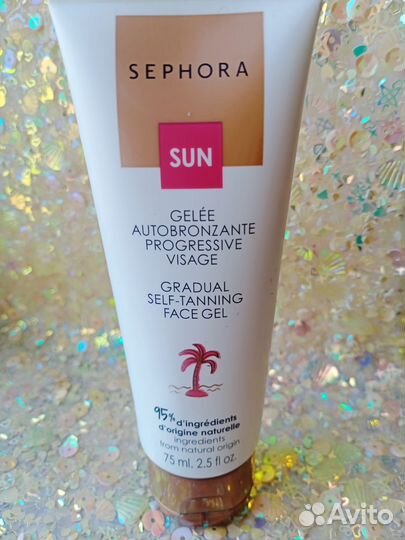 SEPHORA
SUN
GELÉE
AUTOBRONZANTE
PROGRESSIVE
VISAGE
GRADUAL
SELF-TANNING
FACE GEL
95% d'ingrédients
d'origine naturelle
ingredients
from natural origin
75 ml. 2.5 fl. oz.
Avito